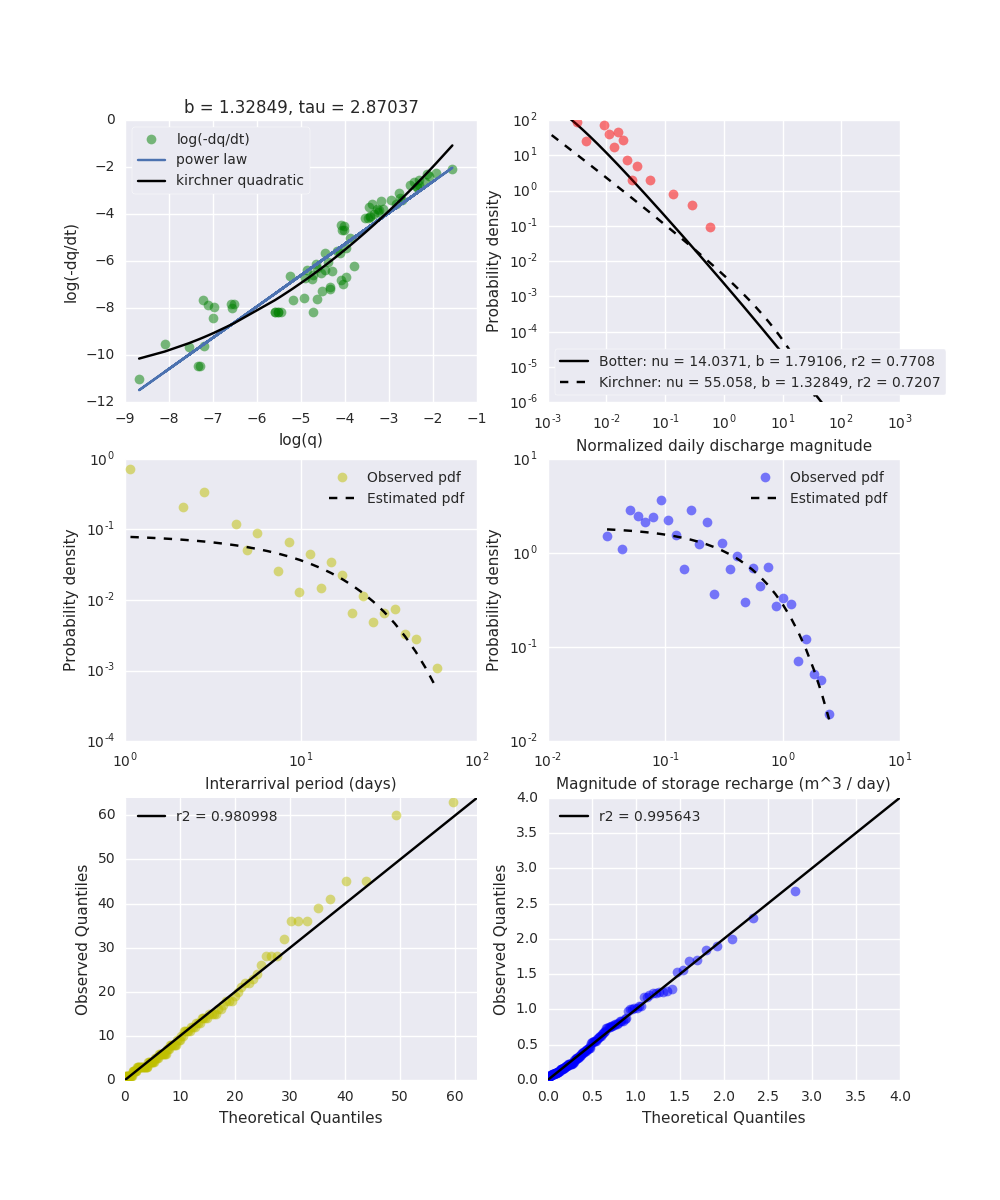 b = 1.32849, tau = 2.87037
0
−2
−4
−6
−8
−10
−12
log(-dq/dt)
log(-dq/dt)
power law
kirchner quadratic
−9 −8 −7 −6 −5 −4 −3 −2 −1
log(q)
10^2
10^1
10^0
10^-1
10^-2
10^-3
10^-4
10^-5
10^-6
Probability density
Botter: nu = 14.0371, b = 1.79106, r2 = 0.7708
Kirchner: nu = 55.058, b = 1.32849, r2 = 0.7207
10^-3 10^-2 10^-1 10^0 10^1 10^2 10^3
Normalized daily discharge magnitude
10^0
10^-1
10^-2
10^-3
10^-4
Probability density
Observed pdf
Estimated pdf
10^0 10^1 10^2
Interarrival period (days)
10^1
10^0
10^-1
10^-2
Probability density
Observed pdf
Estimated pdf
10^-2 10^-1 10^0 10^1
Magnitude of storage recharge (m^3 / day)
60
50
40
30
20
10
0
Observed Quantiles
r2 = 0.980998
0 10 20 30 40 50 60
Theoretical Quantiles
4.0
3.5
3.0
2.5
2.0
1.5
1.0
0.5
0.0
Observed Quantiles
r2 = 0.995643
0.0 0.5 1.0 1.5 2.0 2.5 3.0 3.5 4.0
Theoretical Quantiles